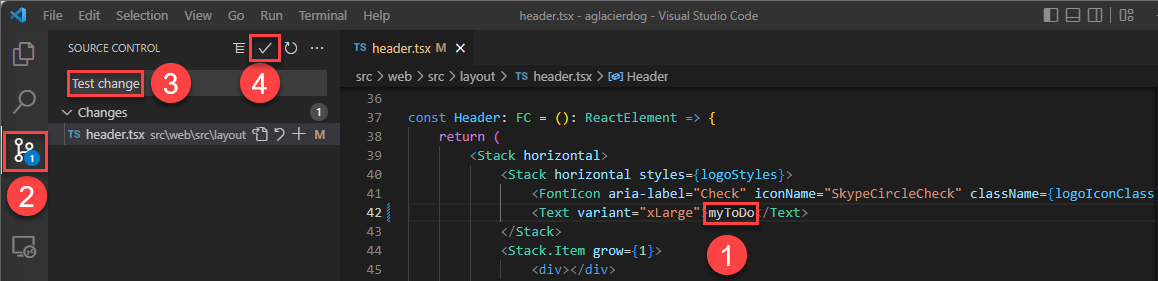 File Edit Selection View Go Run Terminal Help header.tsx - aglacierdog - Visual Studio Code
SOURCE CONTROL 4
Test change 3
Changes 1
TS header.tsx src\web\src\layout M
1
2
TS header.tsx M
src > web > src > layout > TS header.tsx > Header
36
37 const Header: FC = (): ReactElement => {
38 return (
39 <Stack horizontal>
40 <Stack horizontal styles={logoStyles}>
41 <FontIcon aria-label="Check" iconName="SkypeCircleCheck" className={logoIconClass}
42 <Text variant="xLarge">myToDo</Text>
43 </Stack>
44 <Stack.Item grow={1}>
45 <div></div>
1